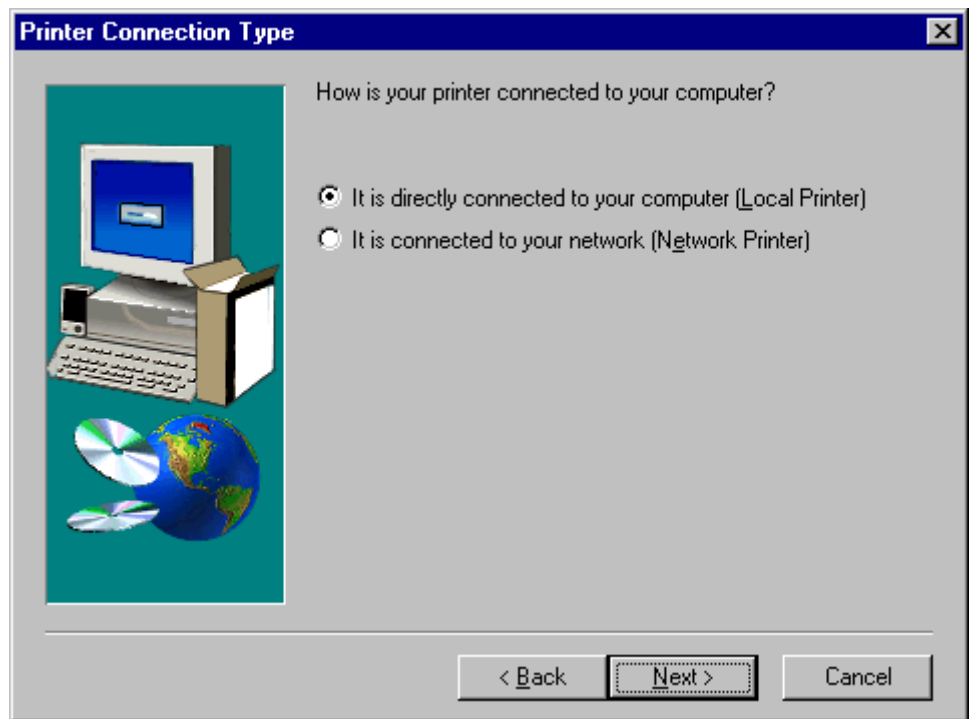 Printer Connection Type
How is your printer connected to your computer?
It is directly connected to your computer (Local Printer)
It is connected to your network (Network Printer)
< Back
Next >
Cancel